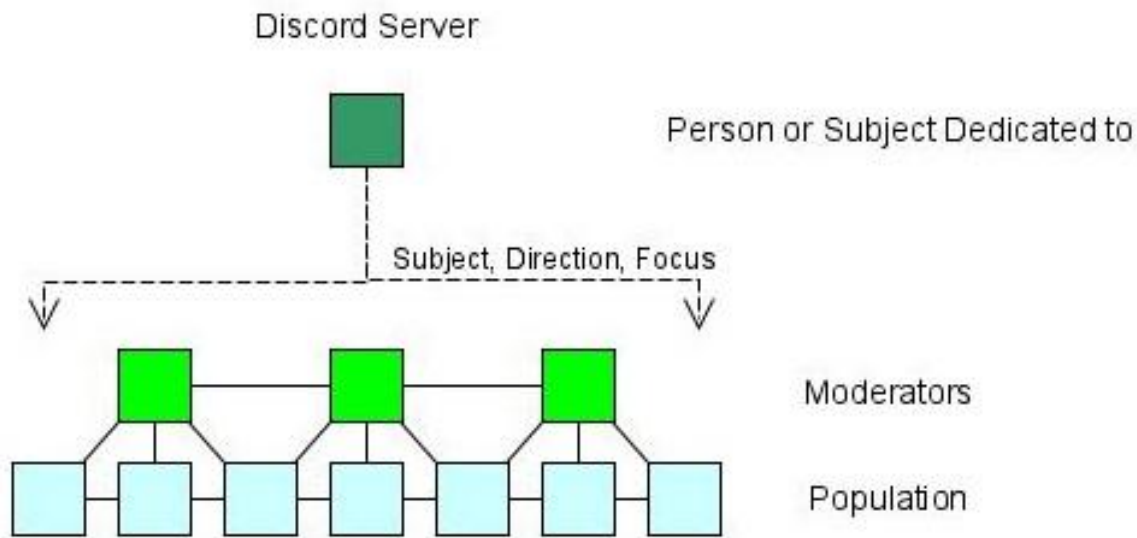 Discord Server
Person or Subject Dedicated to
Subject, Direction, Focus
Moderators
Population